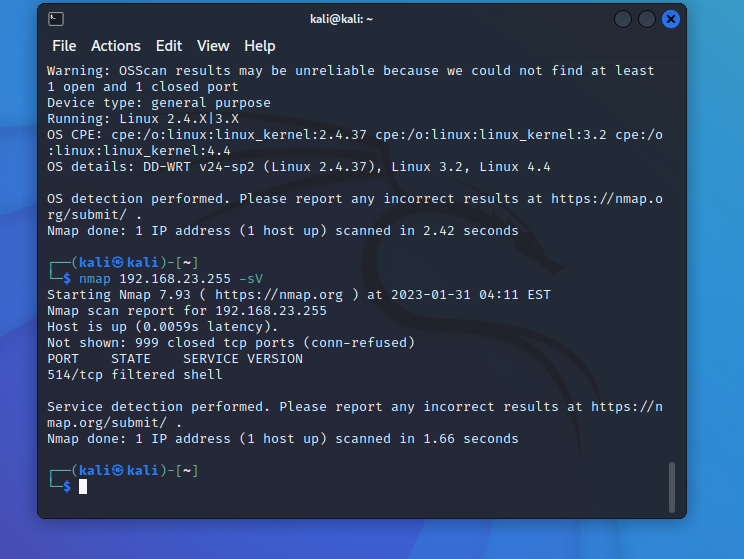 kali@kali: ~
File Actions Edit View Help
Warning: OSScan results may be unreliable because we could not find at least
1 open and 1 closed port
Device type: general purpose
Running: Linux 2.4.X|3.X
OS CPE: cpe:/o:linux:linux_kernel:2.4.37 cpe:/o:linux:linux_kernel:3.2 cpe:/o
:linux:linux_kernel:4.4
OS details: DD-WRT v24-sp2 (Linux 2.4.37), Linux 3.2, Linux 4.4
OS detection performed. Please report any incorrect results at https://nmap.o
rg/submit/ .
Nmap done: 1 IP address (1 host up) scanned in 2.42 seconds
┌──(kali㉿kali)-[~]
└─$ nmap 192.168.23.255 -sV
Starting Nmap 7.93 ( https://nmap.org ) at 2023-01-31 04:11 EST
Nmap scan report for 192.168.23.255
Host is up (0.0059s latency).
Not shown: 999 closed tcp ports (conn-refused)
PORT    STATE    SERVICE VERSION
514/tcp filtered shell
Service detection performed. Please report any incorrect results at https://n
map.org/submit/ .
Nmap done: 1 IP address (1 host up) scanned in 1.66 seconds
┌──(kali㉿kali)-[~]
└─$